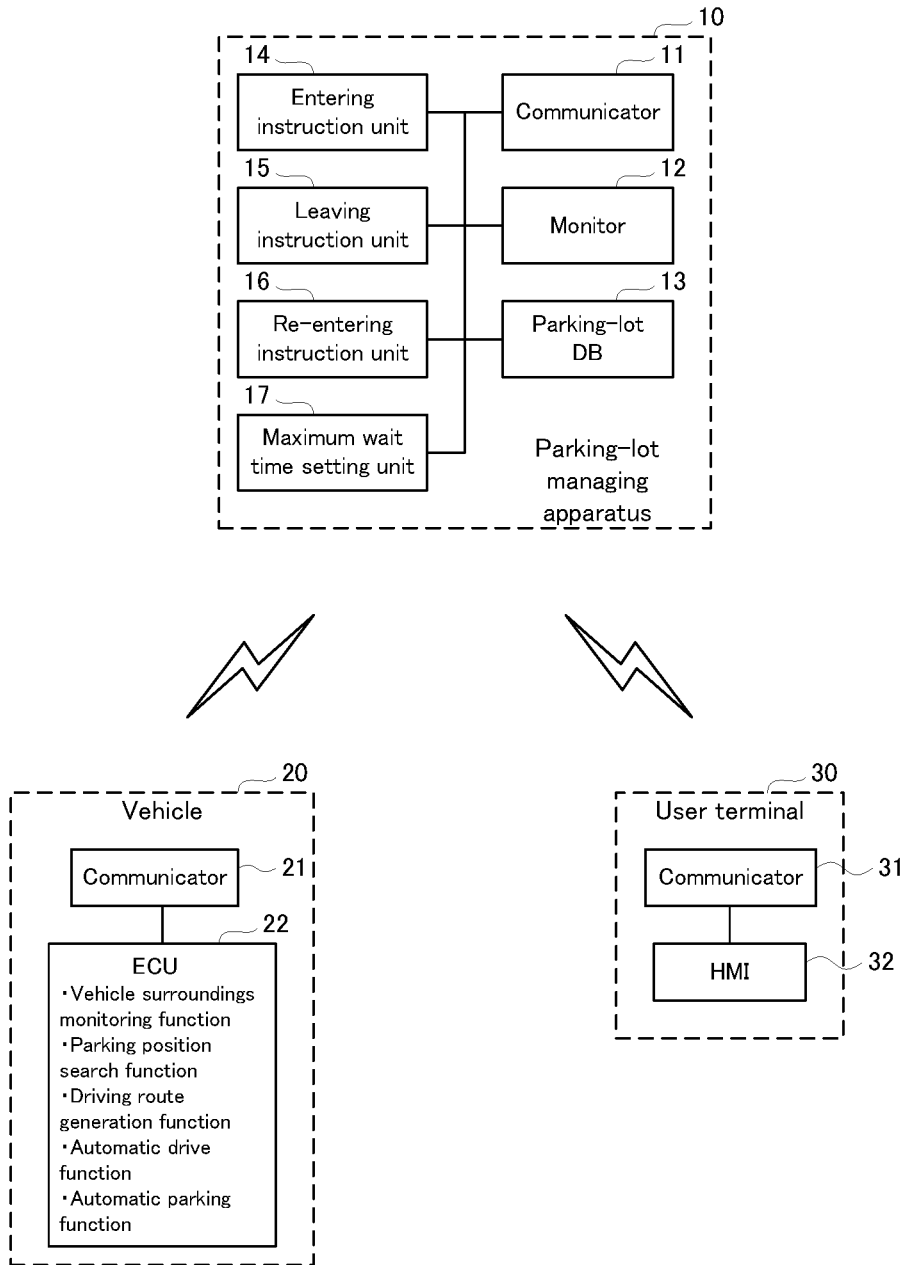 10
14
Entering
instruction unit
11
Communicator
15
Leaving
instruction unit
12
Monitor
16
Re-entering
instruction unit
13
Parking-lot
DB
17
Maximum wait
time setting unit
Parking-lot
managing
apparatus
20
Vehicle
Communicator
21
22
ECU
・Vehicle surroundings
monitoring function
・Parking position
search function
・Driving route
generation function
・Automatic drive
function
・Automatic parking
function
30
User terminal
Communicator
31
HMI
32